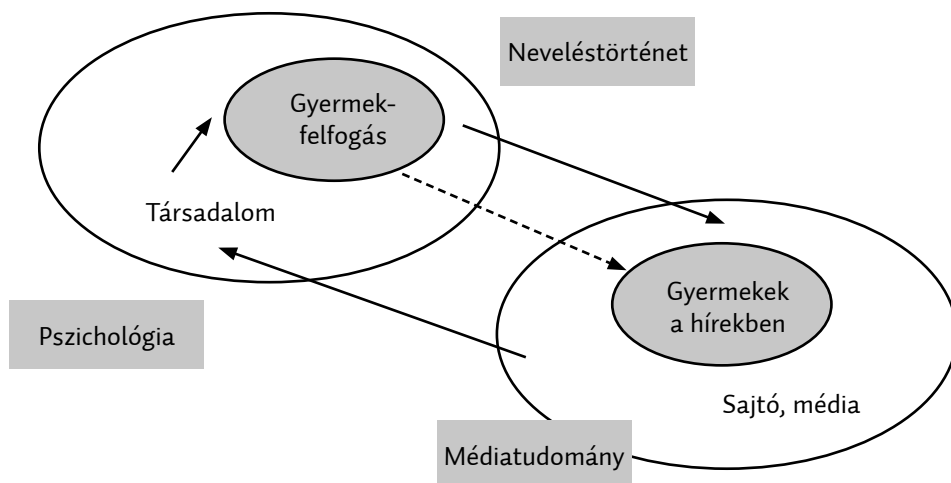 Neveléstörténet
Gyermek-
felfogás
Társadalom
Gyermekek
a hírekben
Pszichológia
Sajtó, média
Médiatudomány